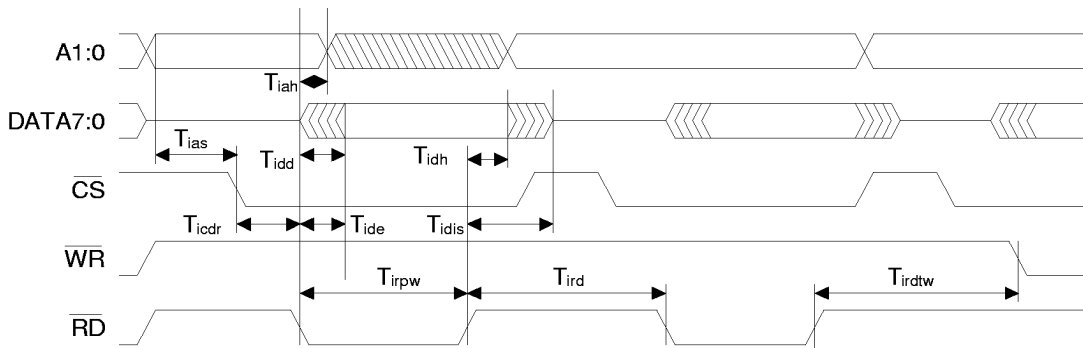 A1:0
Tiah
DATA7:0
Tias Tidd Tidh
CS
Ticdr Tide Tidis
WR
Tirpw Tird Tirdtw
RD